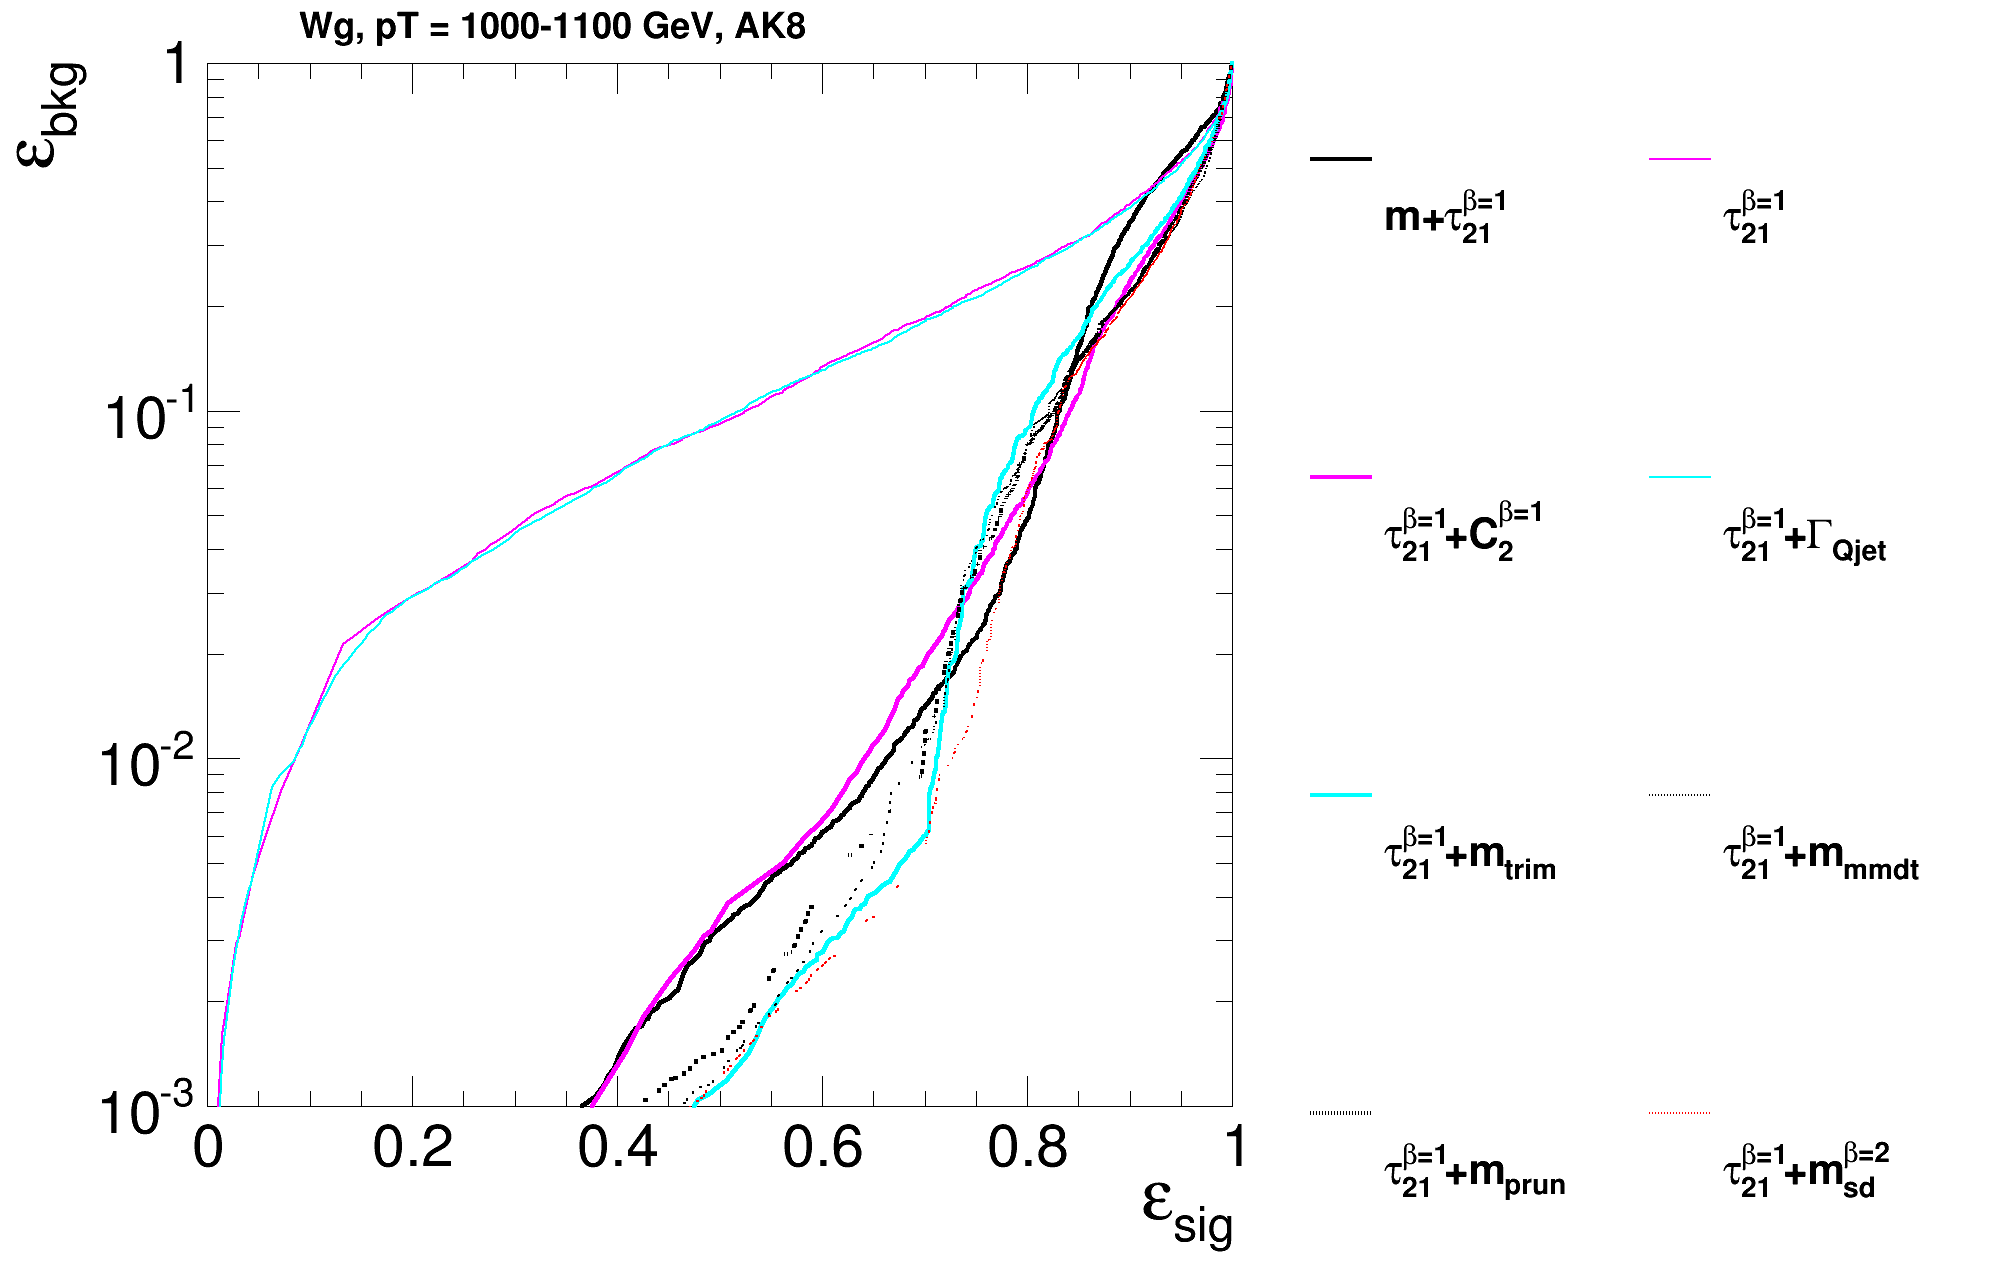 Wg, pT = 1000-1100 GeV, AK8
ε_bkg
1
10^-1
10^-2
10^-3
0 0.2 0.4 0.6 0.8 1
ε_sig
m+τ_21^β=1
τ_21^β=1
τ_21^β=1+C_2^β=1
τ_21^β=1+Γ_Qjet
τ_21^β=1+m_trim
τ_21^β=1+m_mmdt
τ_21^β=1+m_prun
τ_21^β=1+m_sd^β=2